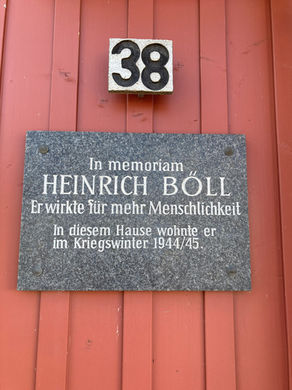 38
In memoriam
HEINRICH BÖLL
Er wirkte für mehr Menschlichkeit
In diesem Hause wohnte er
im Kriegswinter 1944/45.